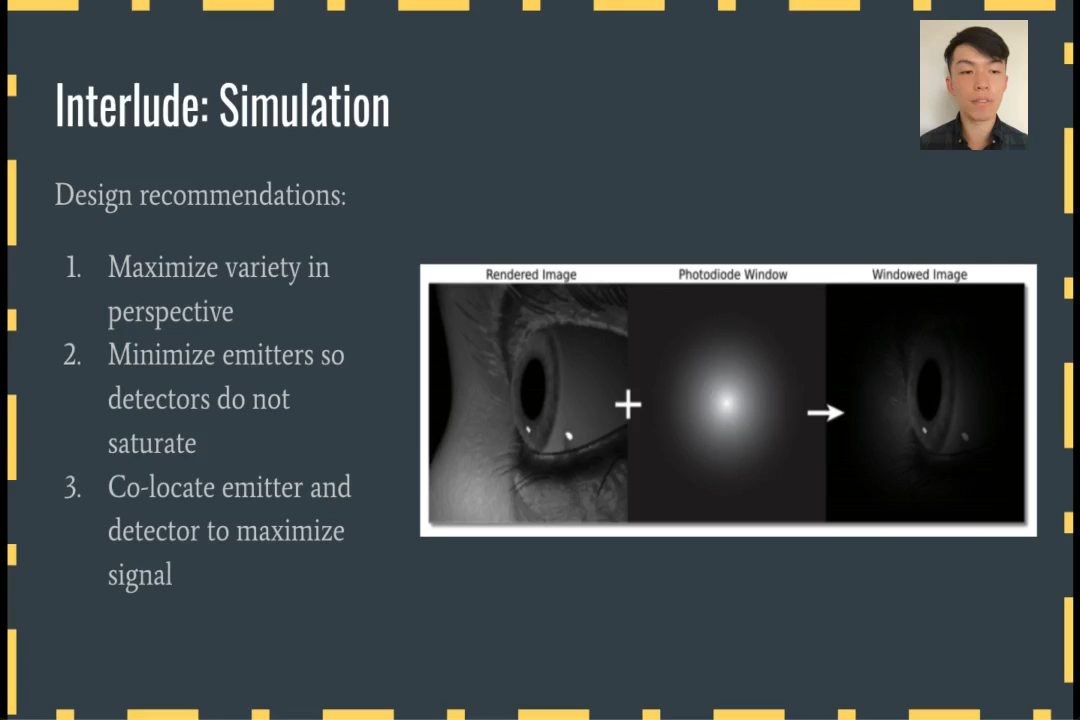 Interlude: Simulation
Design recommendations:
1. Maximize variety in
perspective
2. Minimize emitters so
detectors do not
saturate
3. Co-locate emitter and
detector to maximize
signal
Rendered Image
Photodiode Window
Windowed Image